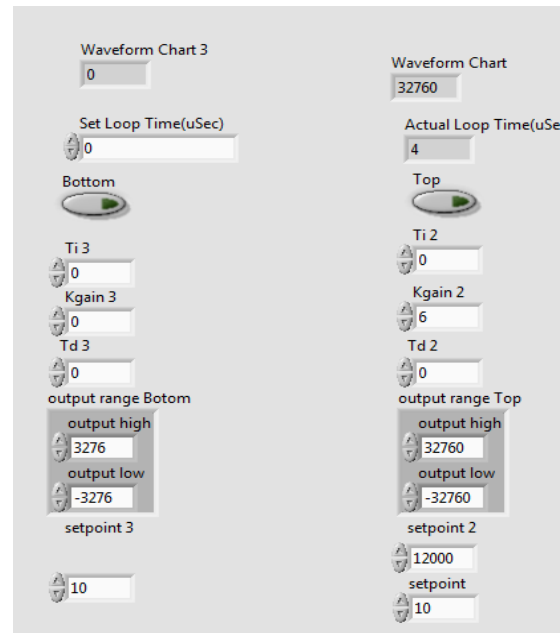 Waveform Chart 3
0
Set Loop Time(uSec)
0
Bottom
Ti 3
0
Kgain 3
0
Td 3
0
output range Botom
output high
3276
output low
-3276
setpoint 3
10
Waveform Chart
32760
Actual Loop Time(uSe
4
Top
Ti 2
0
Kgain 2
6
Td 2
0
output range Top
output high
32760
output low
-32760
setpoint 2
12000
setpoint
10